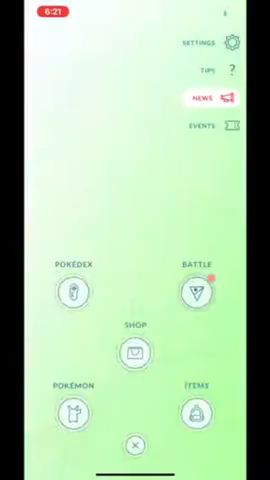 6:21
SETTINGS
TIPS
NEWS
EVENTS
POKÉDEX
BATTLE
SHOP
POKÉMON
ITEMS